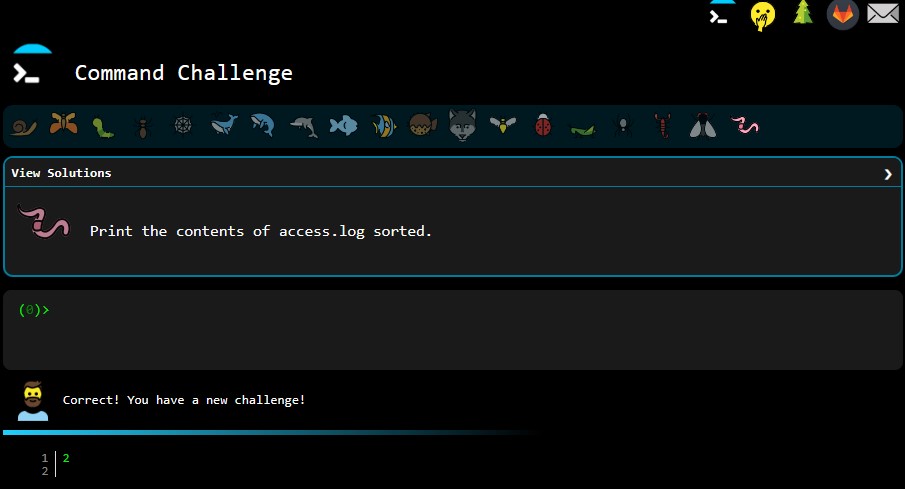 Command Challenge
View Solutions
Print the contents of access.log sorted.
(0)>
Correct! You have a new challenge!
1 2
2